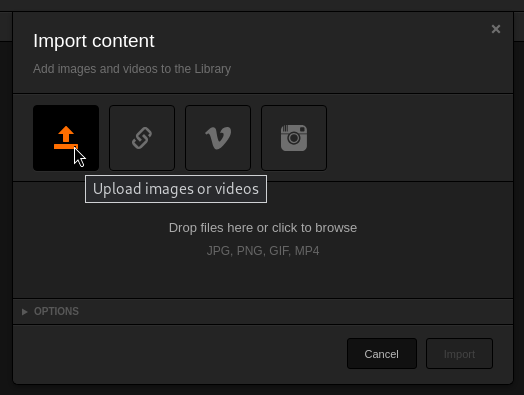 Import content
Add images and videos to the Library
Upload images or videos
Drop files here or click to browse
JPG, PNG, GIF, MP4
OPTIONS
Cancel
Import